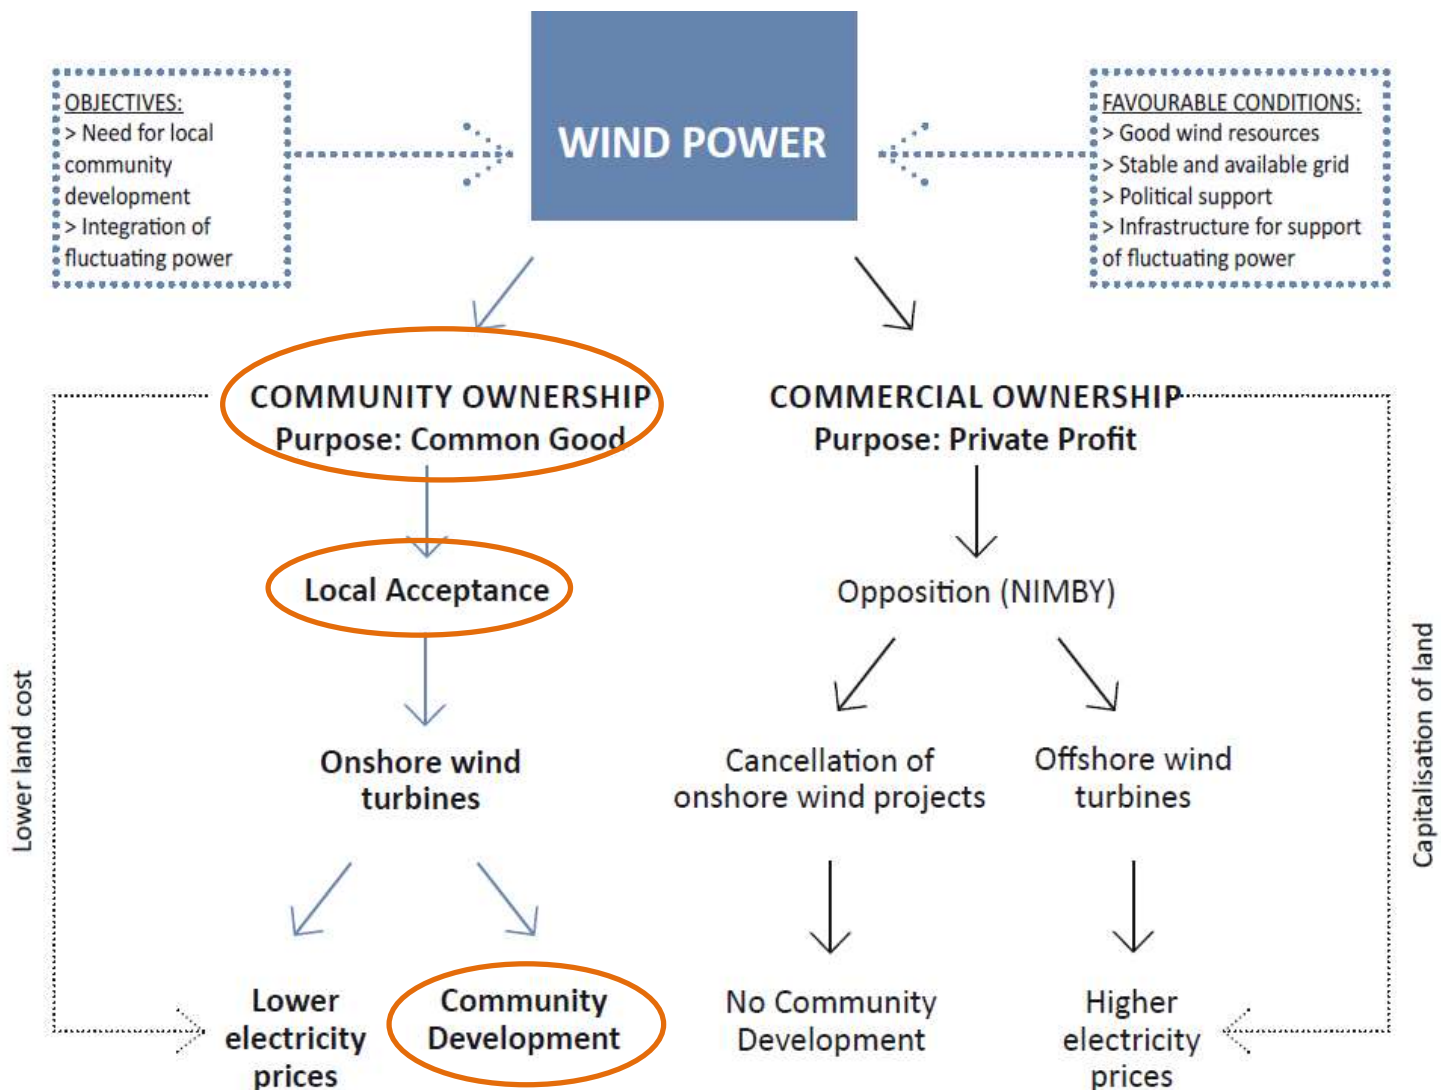 WIND POWER
OBJECTIVES:
> Need for local
community
development
> Integration of
fluctuating power
FAVOURABLE CONDITIONS:
> Good wind resources
> Stable and available grid
> Political support
> Infrastructure for support
of fluctuating power
COMMUNITY OWNERSHIP
Purpose: Common Good
COMMERCIAL OWNERSHIP
Purpose: Private Profit
Local Acceptance
Opposition (NIMBY)
Lower land cost
Capitalisation of land
Onshore wind
turbines
Cancellation of
onshore wind projects
Offshore wind
turbines
Lower
electricity
prices
Community
Development
No Community
Development
Higher
electricity
prices